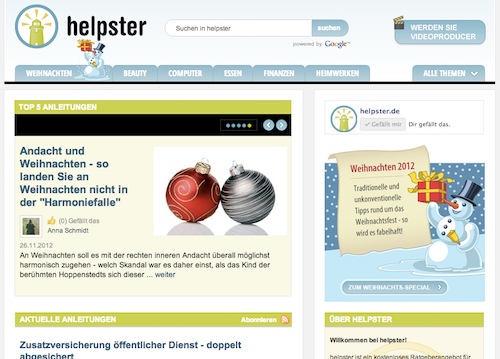 helpster
Suchen in helpster
suchen
powered by Google™
WERDEN SIE
VIDEOPRODUCER
WEIHNACHTEN
BEAUTY
COMPUTER
ESSEN
FINANZEN
HEIMWERKEN
ALLE THEMEN
TOP 5 ANLEITUNGEN
Andacht und
Weihnachten - so
landen Sie an
Weihnachten nicht in
der "Harmoniefalle"
(0) Gefällt das
Anna Schmidt
26.11.2012
An Weihnachten soll es mit der rechten inneren Andacht überall möglichst
harmonisch zugehen - welch Skandal war es daher einst, als das Kind der
berühmten Hoppenstedts sich dieser ... weiter
AKTUELLE ANLEITUNGEN
Abonnieren
Zusatzversicherung öffentlicher Dienst - doppelt
abgesichert
helpster.de
Gefällt mir
Dir gefällt das.
Weihnachten 2012
Traditionelle und
unkonventionelle
Tipps rund um das
Weihnachtsfest - so
wird es fabelhaft!
ZUM WEIHNACHTS-SPECIAL
ÜBER HELPSTER
Willkommen bei helpster!
helpster ist ein kostenloses Ratgeberangebot für